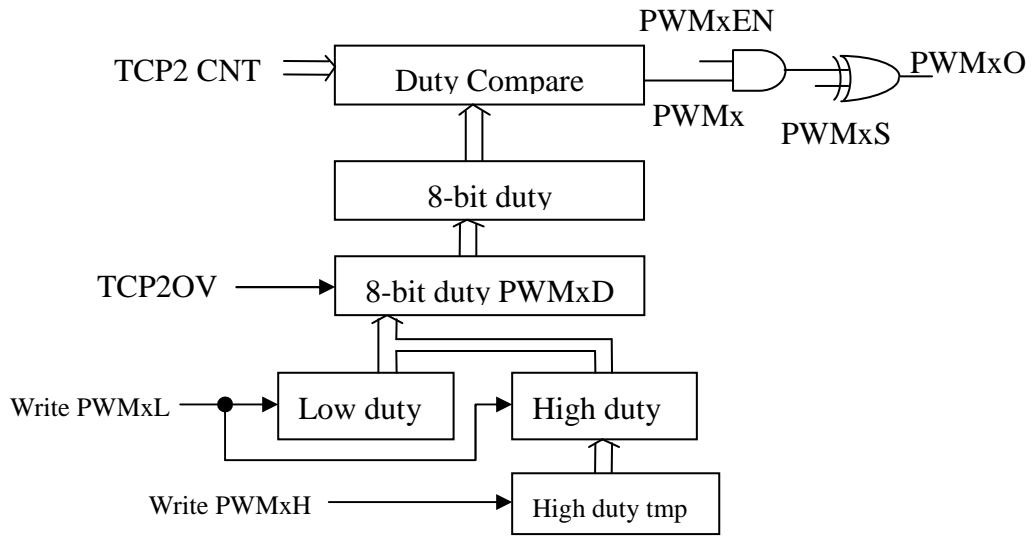 PWMxEN
TCP2 CNT
Duty Compare
PWMxO
PWMx
PWMxS
8-bit duty
TCP2OV
8-bit duty PWMxD
Write PWMxL
Low duty
High duty
Write PWMxH
High duty tmp